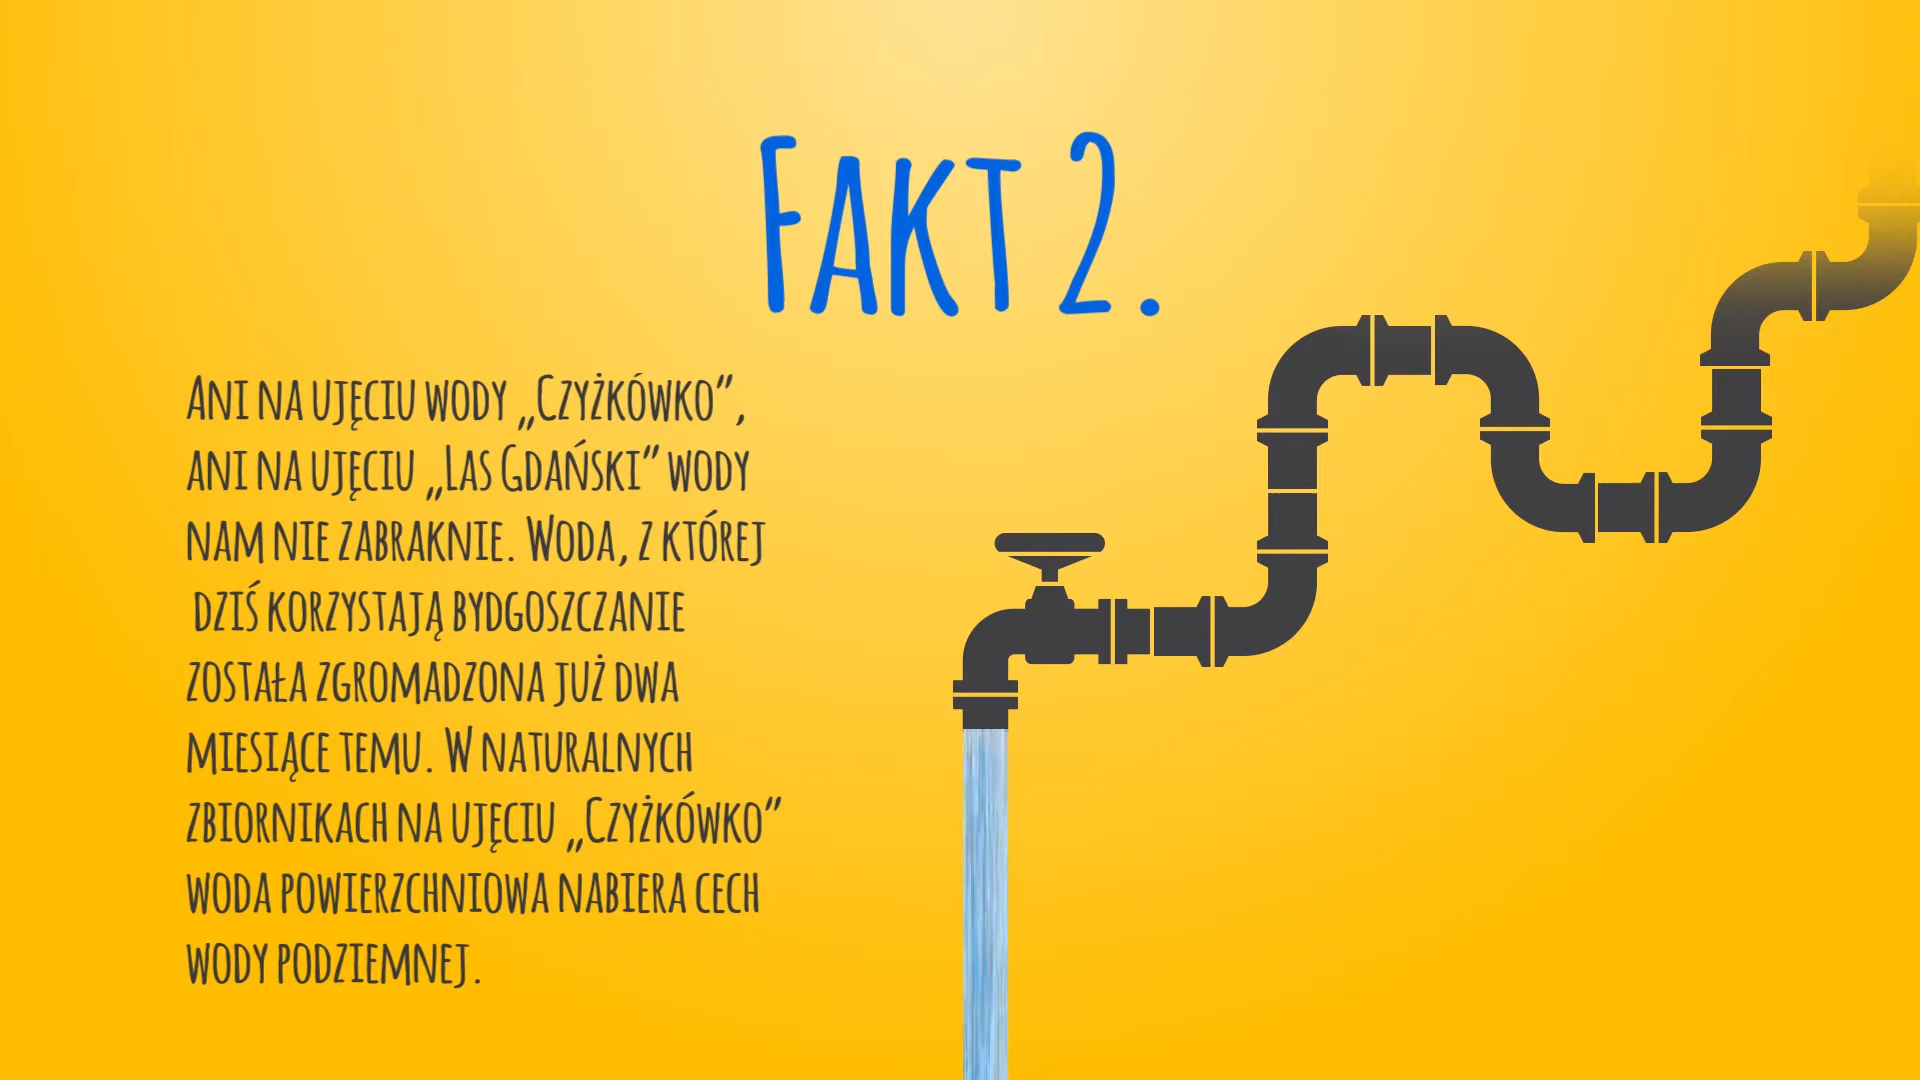 Fakt 2.
Ani na ujęciu wody „Czyżkówko”,
ani na ujęciu „Las Gdański” wody
nam nie zabraknie. Woda, z której
dziś korzystają bydgoszczanie
została zgromadzona już dwa
miesiące temu. W naturalnych
zbiornikach na ujęciu „Czyżkówko”
woda powierzchniowa nabiera cech
wody podziemnej.